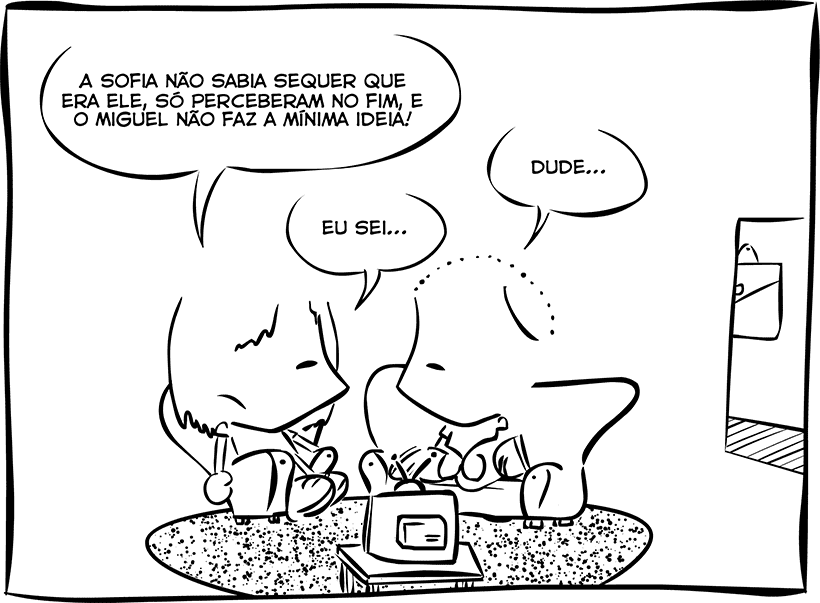 A SOFIA NÃO SABIA SEQUER QUE
ERA ELE, SÓ PERCEBERAM NO FIM, E
O MIGUEL NÃO FAZ A MÍNIMA IDEIA!
EU SEI...
DUDE...